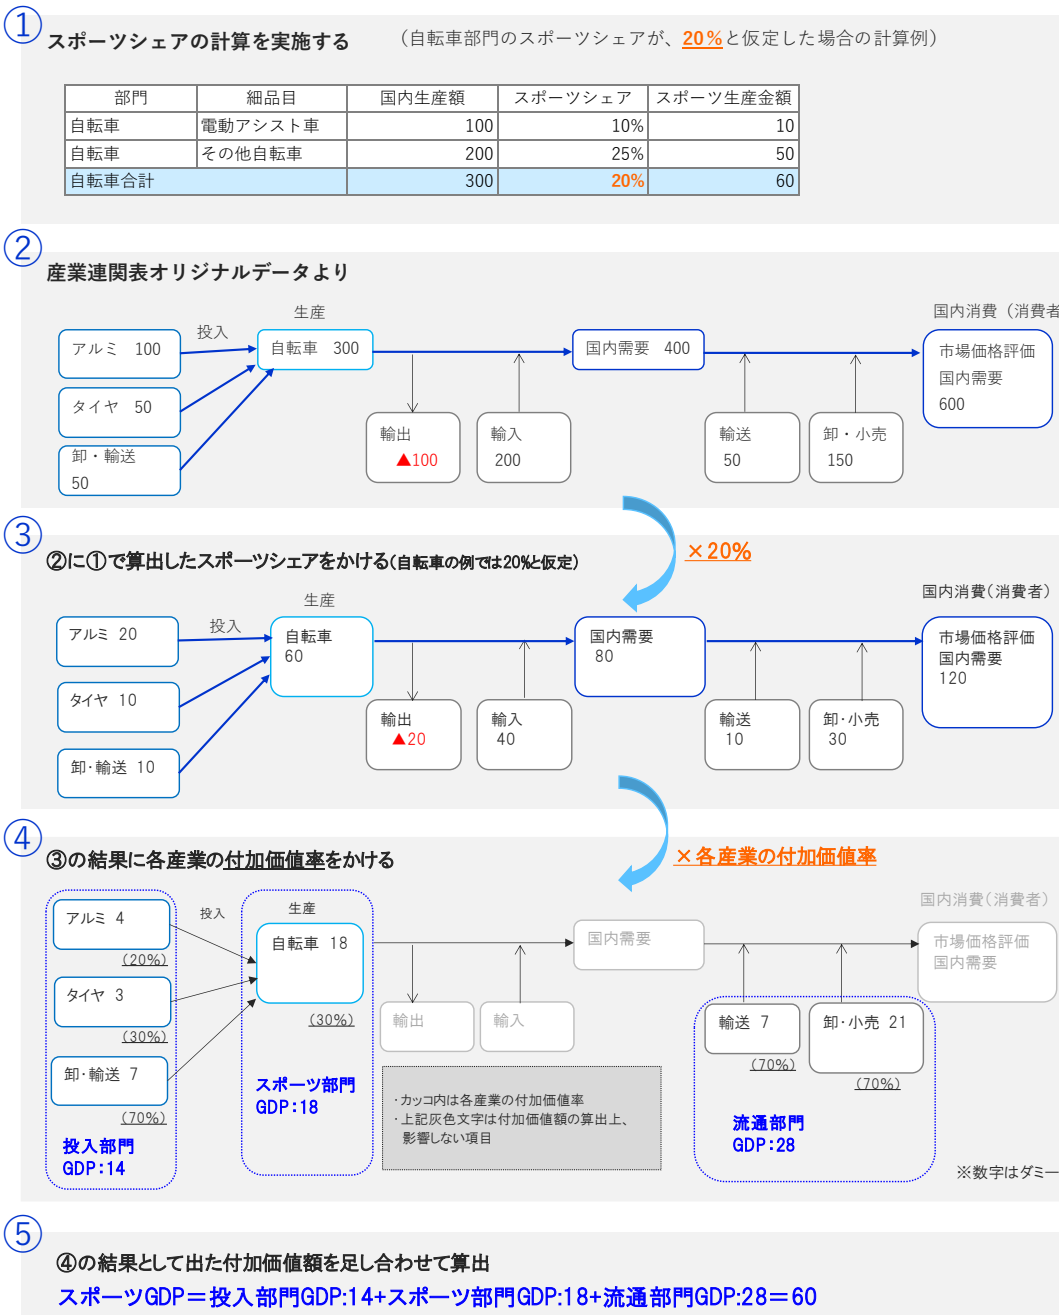 ①
スポーツシェアの計算を実施する （自転車部門のスポーツシェアが、20%と仮定した場合の計算例）
部門 細品目 国内生産額 スポーツシェア スポーツ生産金額
自転車 電動アシスト車 100 10% 10
自転車 その他自転車 200 25% 50
自転車合計 300 20% 60
②
産業連関表オリジナルデータより
生産
国内消費（消費者
投入
アルミ 100
自転車 300
国内需要 400
市場価格評価
国内需要
600
タイヤ 50
卸・輸送
50
輸出
▲100
輸入
200
輸送
50
卸・小売
150
③
②に①で算出したスポーツシェアをかける(自転車の例では20%と仮定)
×20%
生産
国内消費(消費者)
投入
アルミ 20
自転車
60
国内需要
80
市場価格評価
国内需要
120
タイヤ 10
卸・輸送 10
輸出
▲20
輸入
40
輸送
10
卸・小売
30
④
③の結果に各産業の付加価値率をかける
×各産業の付加価値率
投入
生産
国内消費(消費者)
アルミ 4
(20%)
自転車 18
(30%)
国内需要
市場価格評価
国内需要
タイヤ 3
(30%)
卸・輸送 7
(70%)
輸出
輸入
輸送 7
(70%)
卸・小売 21
(70%)
投入部門
GDP:14
スポーツ部門
GDP:18
・カッコ内は各産業の付加価値率
・上記灰色文字は付加価値額の算出上、
影響しない項目
流通部門
GDP:28
※数字はダミー
⑤
④の結果として出た付加価値額を足し合わせて算出
スポーツGDP＝投入部門GDP:14+スポーツ部門GDP:18+流通部門GDP:28＝60